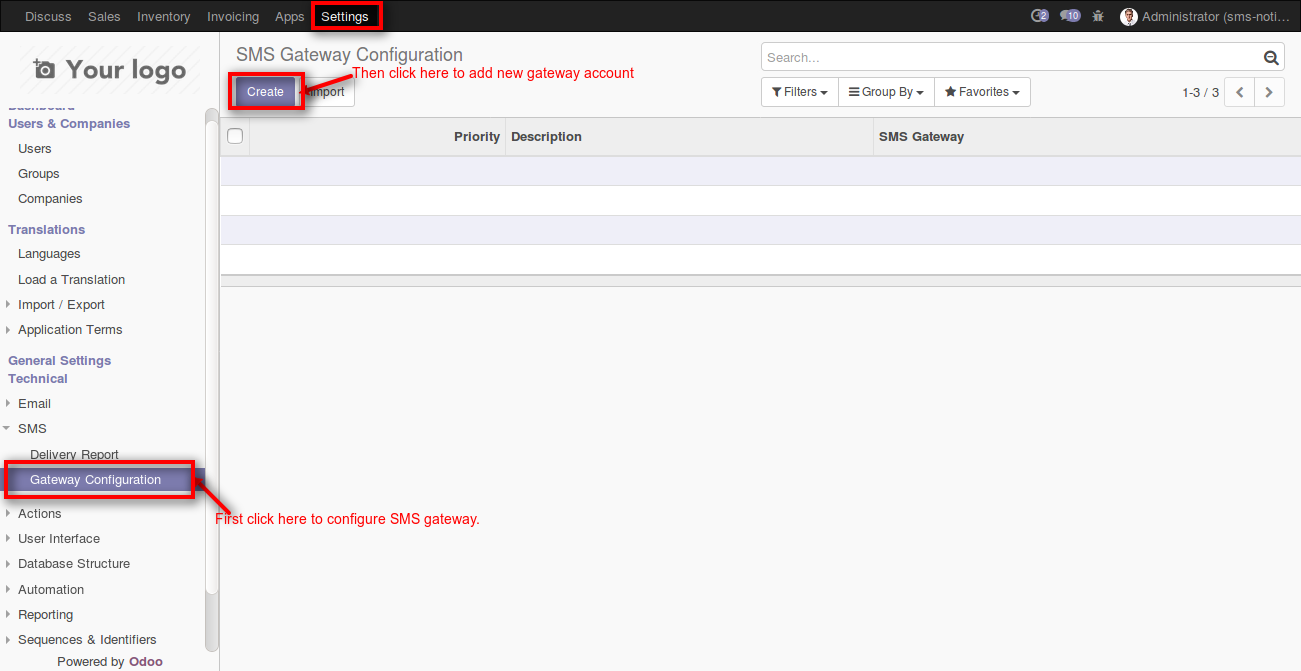 Discuss Sales Inventory Invoicing Apps Settings 2 10 Administrator (sms-noti...
Your logo
SMS Gateway Configuration
Search...
Then click here to add new gateway account
Create Import
Filters Group By Favorites 1-3 / 3
Dashboard
Users & Companies
Users
Groups
Companies
Translations
Languages
Load a Translation
Import / Export
Application Terms
General Settings
Technical
Email
SMS
Delivery Report
Gateway Configuration
Actions
User Interface
Database Structure
Automation
Reporting
Sequences & Identifiers
Powered by Odoo
Priority Description SMS Gateway
First click here to configure SMS gateway.